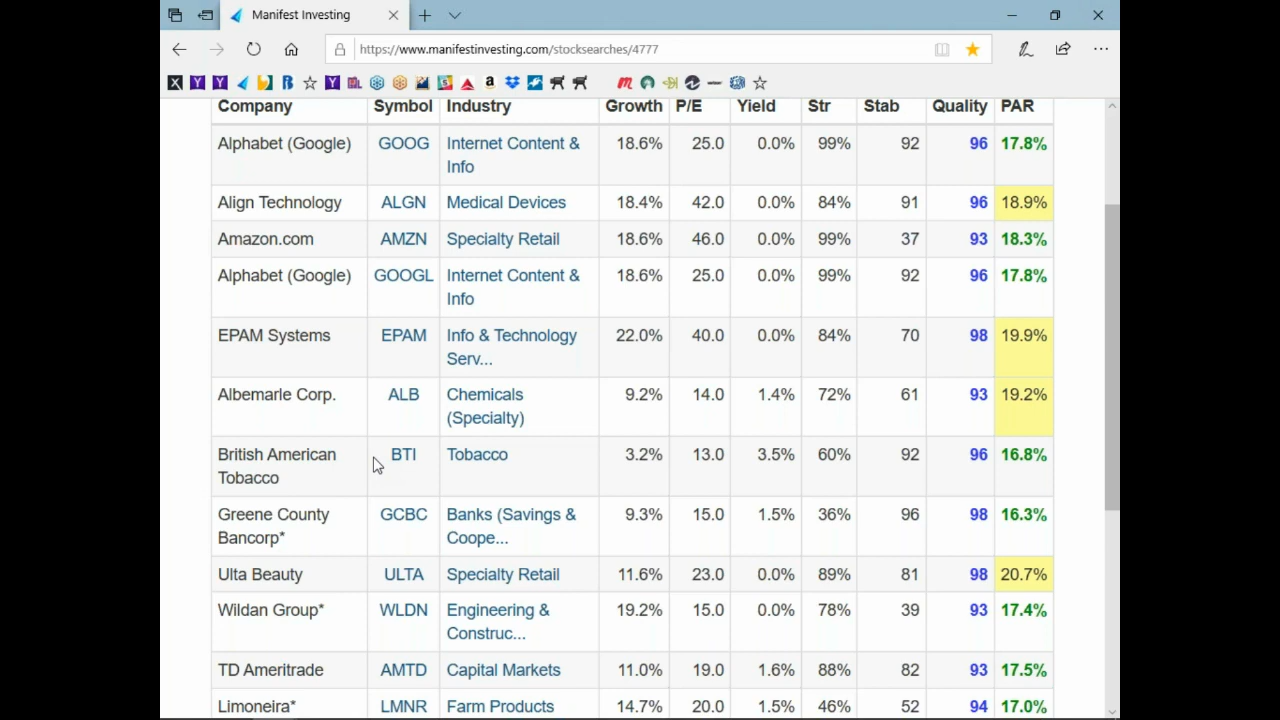 Manifest Investing
https://www.manifestinvesting.com/stocksearches/4777
Company Symbol Industry Growth P/E Yield Str Stab Quality PAR
Alphabet (Google) GOOG Internet Content & 18.6% 25.0 0.0% 99% 92 96 17.8%
Info
Align Technology ALGN Medical Devices 18.4% 42.0 0.0% 84% 91 96 18.9%
Amazon.com AMZN Specialty Retail 18.6% 46.0 0.0% 99% 37 93 18.3%
Alphabet (Google) GOOGL Internet Content & 18.6% 25.0 0.0% 99% 92 96 17.8%
Info
EPAM Systems EPAM Info & Technology 22.0% 40.0 0.0% 84% 70 98 19.9%
Serv...
Albemarle Corp. ALB Chemicals 9.2% 14.0 1.4% 72% 61 93 19.2%
(Specialty)
British American BTI Tobacco 3.2% 13.0 3.5% 60% 92 96 16.8%
Tobacco
Greene County GCBC Banks (Savings & 9.3% 15.0 1.5% 36% 96 98 16.3%
Bancorp* Coope...
Ulta Beauty ULTA Specialty Retail 11.6% 23.0 0.0% 89% 81 98 20.7%
Wildan Group* WLDN Engineering & 19.2% 15.0 0.0% 78% 39 93 17.4%
Construc...
TD Ameritrade AMTD Capital Markets 11.0% 19.0 1.6% 88% 82 93 17.5%
Limoneira* LMNR Farm Products 14.7% 20.0 1.5% 46% 52 94 17.0%